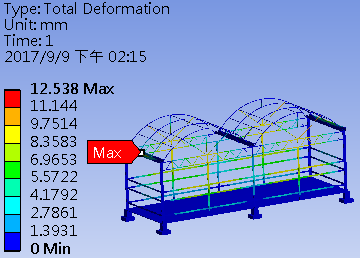 Type: Total Deformation
Unit: mm
Time: 1
2017/9/9 下午 02:15
12.538 Max
11.144
9.7514
8.3583
6.9653
5.5722
4.1792
2.7861
1.3931
0 Min
Max